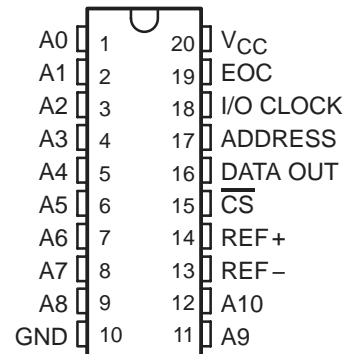 A0 1 20 VCC
A1 2 19 EOC
A2 3 18 I/O CLOCK
A3 4 17 ADDRESS
A4 5 16 DATA OUT
A5 6 15 C̅S̅
A6 7 14 REF+
A7 8 13 REF−
A8 9 12 A10
GND 10 11 A9